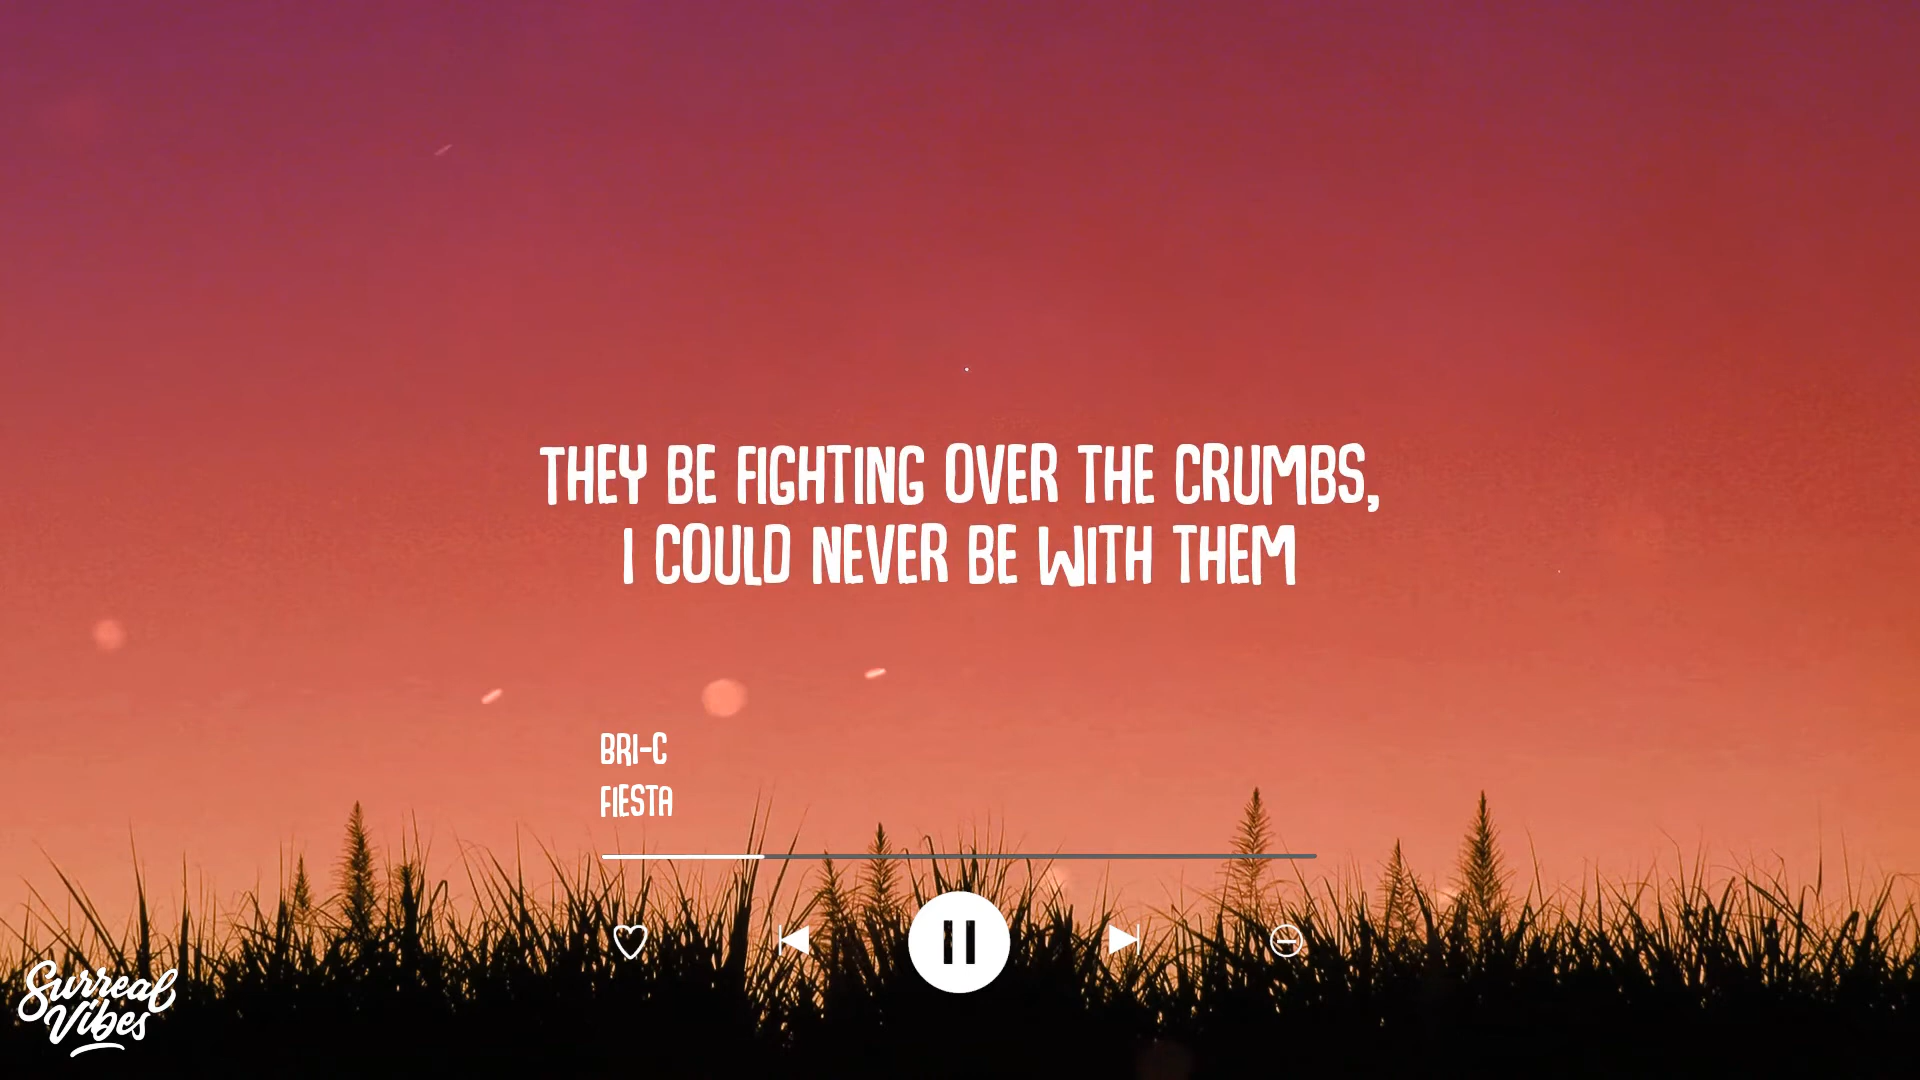 THEY BE FIGHTING OVER THE CRUMBS,
I COULD NEVER BE WITH THEM
BRI-C
FIESTA
Surreal
Vibes